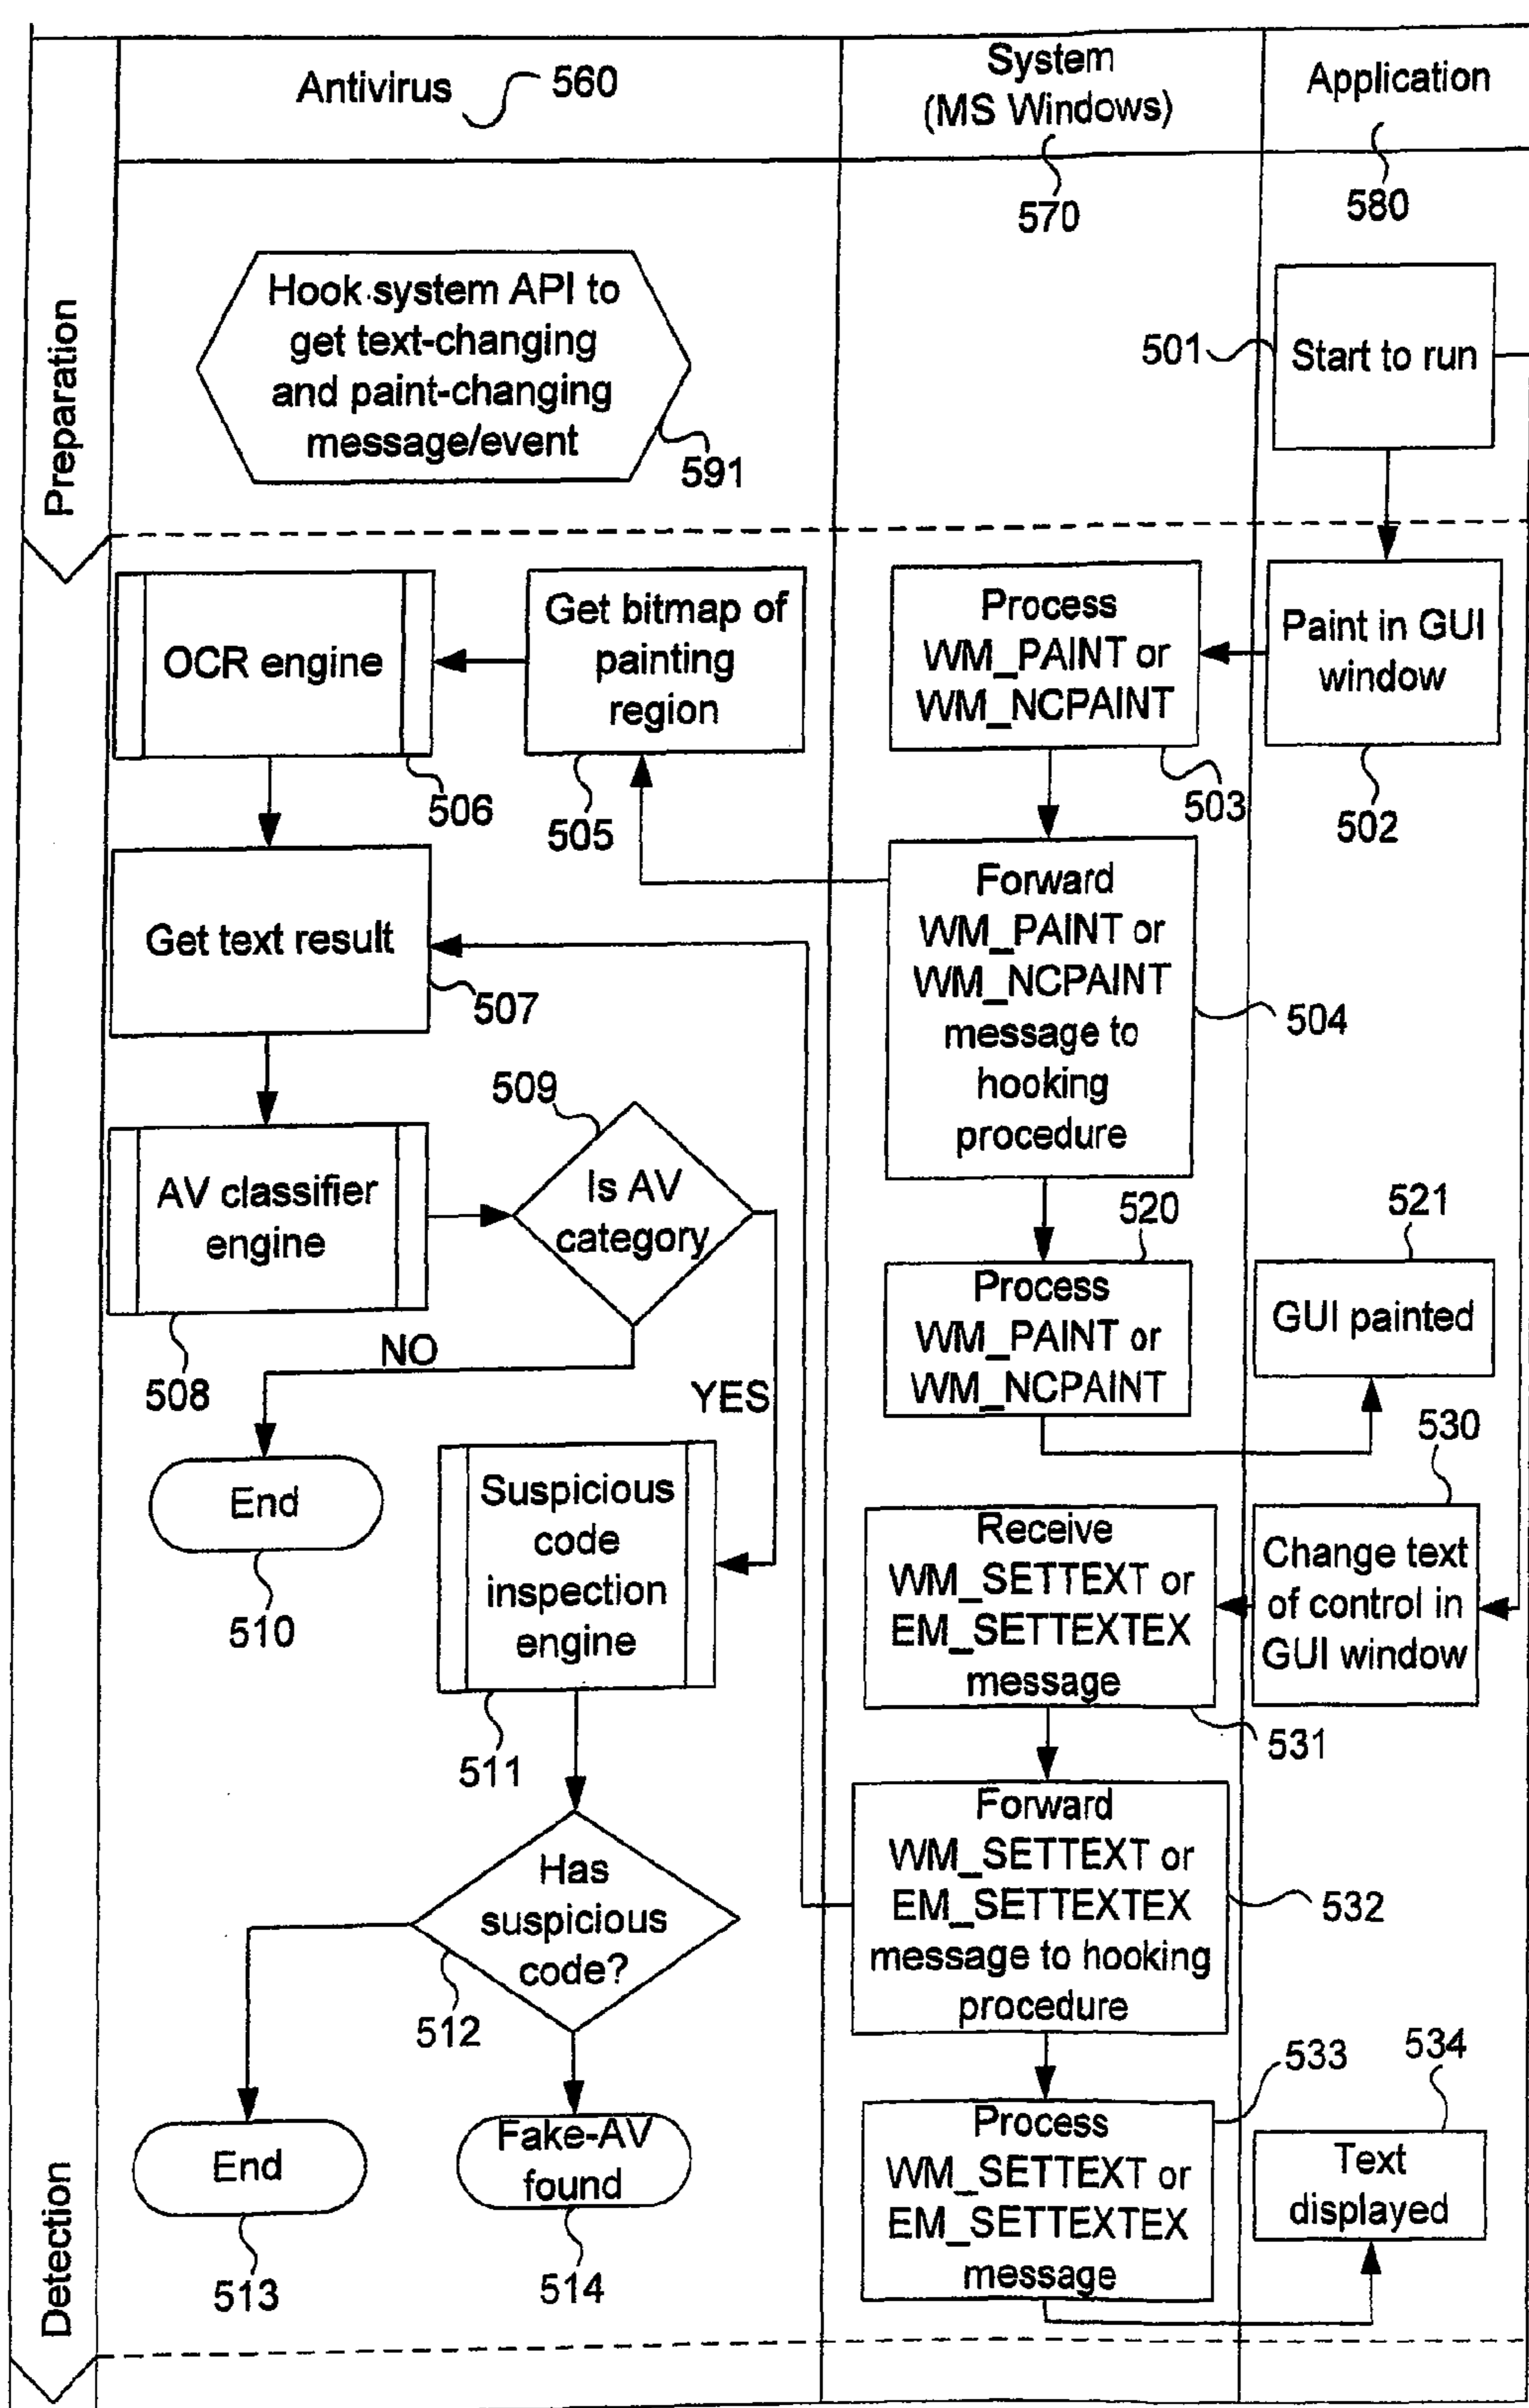 Antivirus
560
System
(MS Windows)
570
Application
580
Preparation
Hook system API to
get text-changing
and paint-changing
message/event
591
501
Start to run
OCR engine
506
Get bitmap of
painting
region
505
Process
WM_PAINT or
WM_NCPAINT
503
Paint in GUI
window
502
Get text result
507
Forward
WM_PAINT or
WM_NCPAINT
message to
hooking
procedure
504
AV classifier
engine
508
509
Is AV
category
NO
YES
End
510
520
Process
WM_PAINT or
WM_NCPAINT
521
GUI painted
Suspicious
code
inspection
engine
511
530
Change text
of control in
GUI window
Receive
WM_SETTEXT or
EM_SETTEXTEX
message
531
Forward
WM_SETTEXT or
EM_SETTEXTEX
message to hooking
procedure
532
Has
suspicious
code?
512
End
513
Fake-AV
found
514
533
Process
WM_SETTEXT or
EM_SETTEXTEX
message
534
Text
displayed
Detection